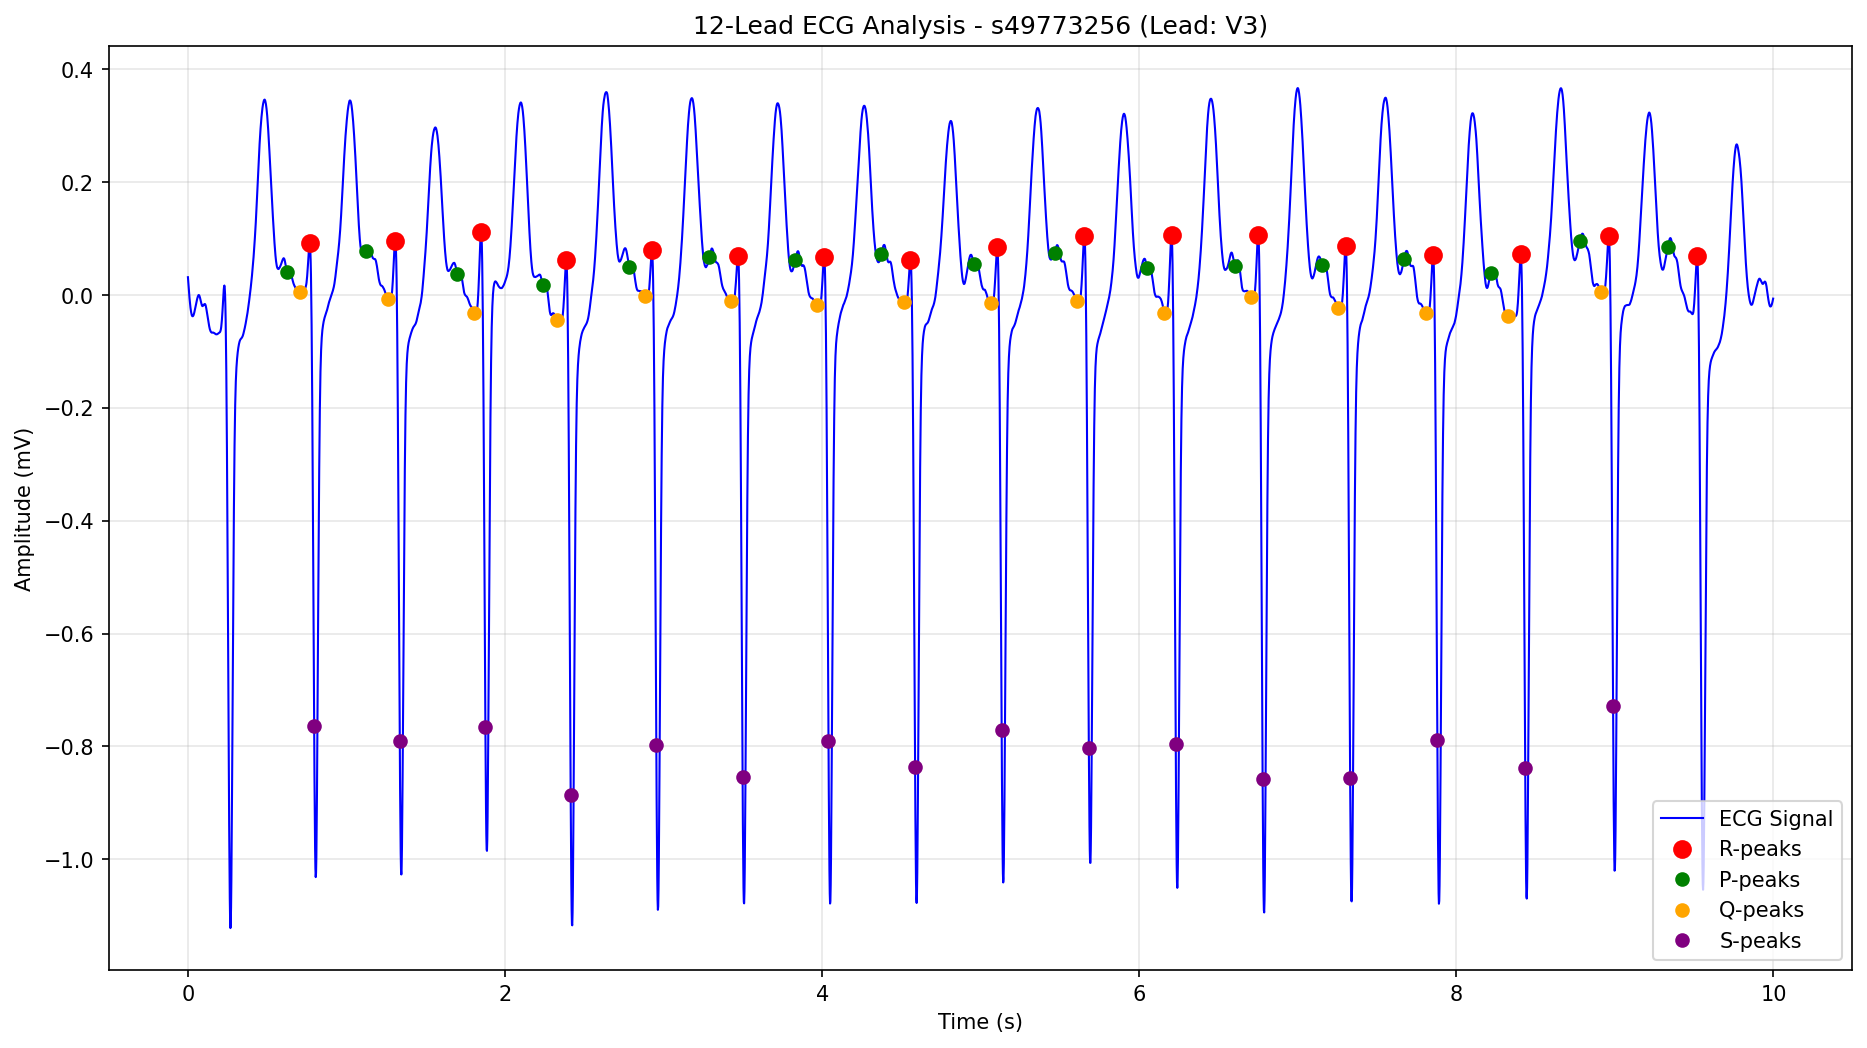 12-Lead ECG Analysis - s49773256 (Lead: V3)
Amplitude (mV)
0.4
0.2
0.0
−0.2
−0.4
−0.6
−0.8
−1.0
0
2
4
6
8
10
Time (s)
ECG Signal
R-peaks
P-peaks
Q-peaks
S-peaks